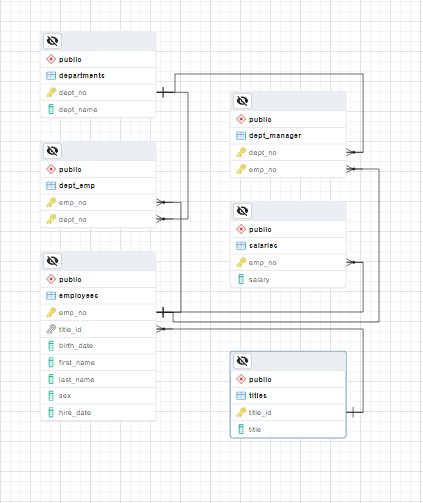 public
departments
dept_no
dept_name
public
dept_emp
emp_no
dept_no
public
employees
emp_no
title_id
birth_date
first_name
last_name
sex
hire_date
public
dept_manager
dept_no
emp_no
public
salaries
emp_no
salary
public
titles
title_id
title